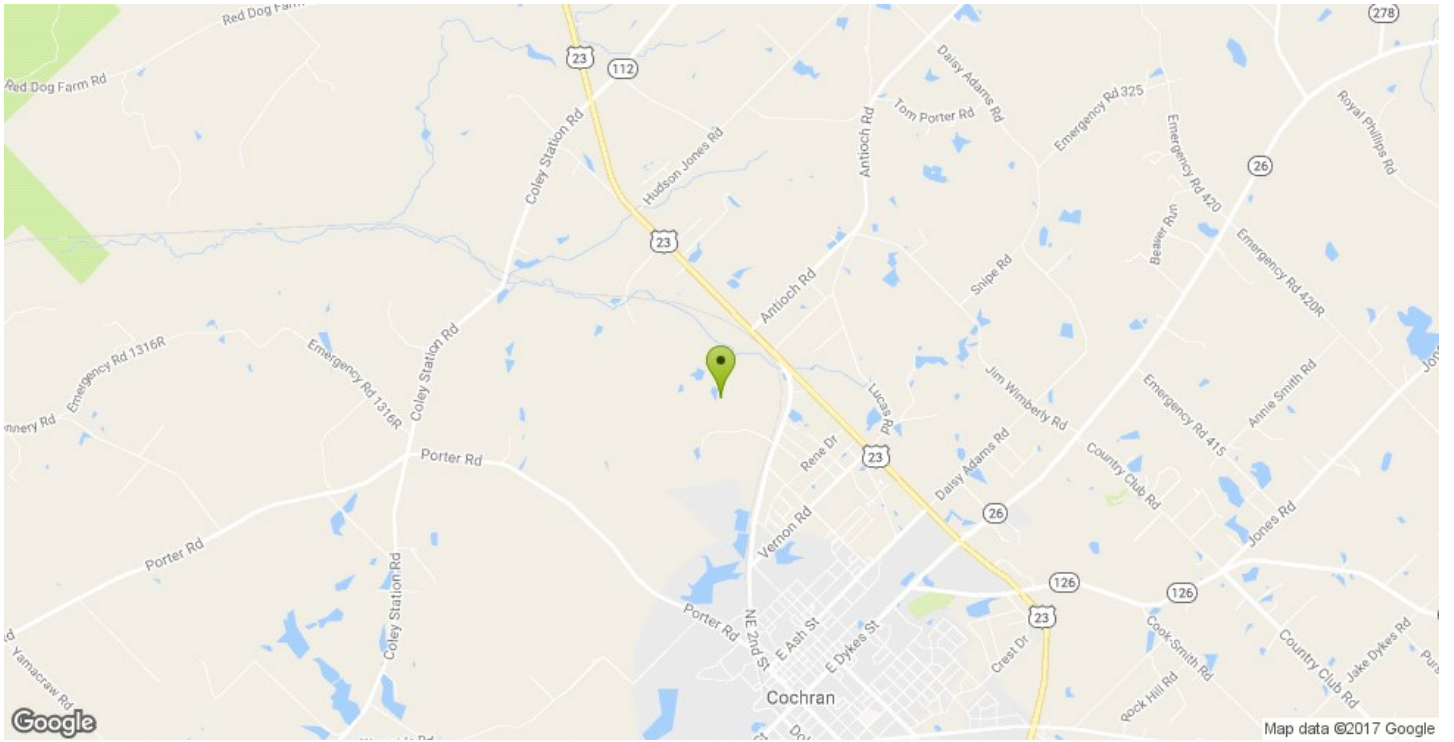 Red Dog Farm Rd
278
23
112
Daisy Adams Rd
Red Dog Farm Rd
Emergency Rd 325
Tom Porter Rd
Royal Phillips Rd
Coley Station Rd
Antioch Rd
Hudson Jones Rd
Emergency Rd 420
26
23
Beaver Run
Snipe Rd
Emergency Rd 420R
Antioch Rd
Emergency Rd 1316R
Emergency Rd 1316R
Coley Station Rd
Jim Wimberly Rd
Annie Smith Rd
Lucas Rd
Emergency Rd 415
Porter Rd
Rene Dr
23
Daisy Adams Rd
Country Club Rd
26
Vernon Rd
Jones Rd
Porter Rd
126
126
Coley Station Rd
NE 2nd St
Porter Rd
E Ash St
E Dykes St
23
Crest Dr
Cook-Smith Rd
Country Club Rd
Jake Dykes Rd
Yamacraw Rd
Rock Hill Rd
Cochran
Google
Map data ©2017 Google